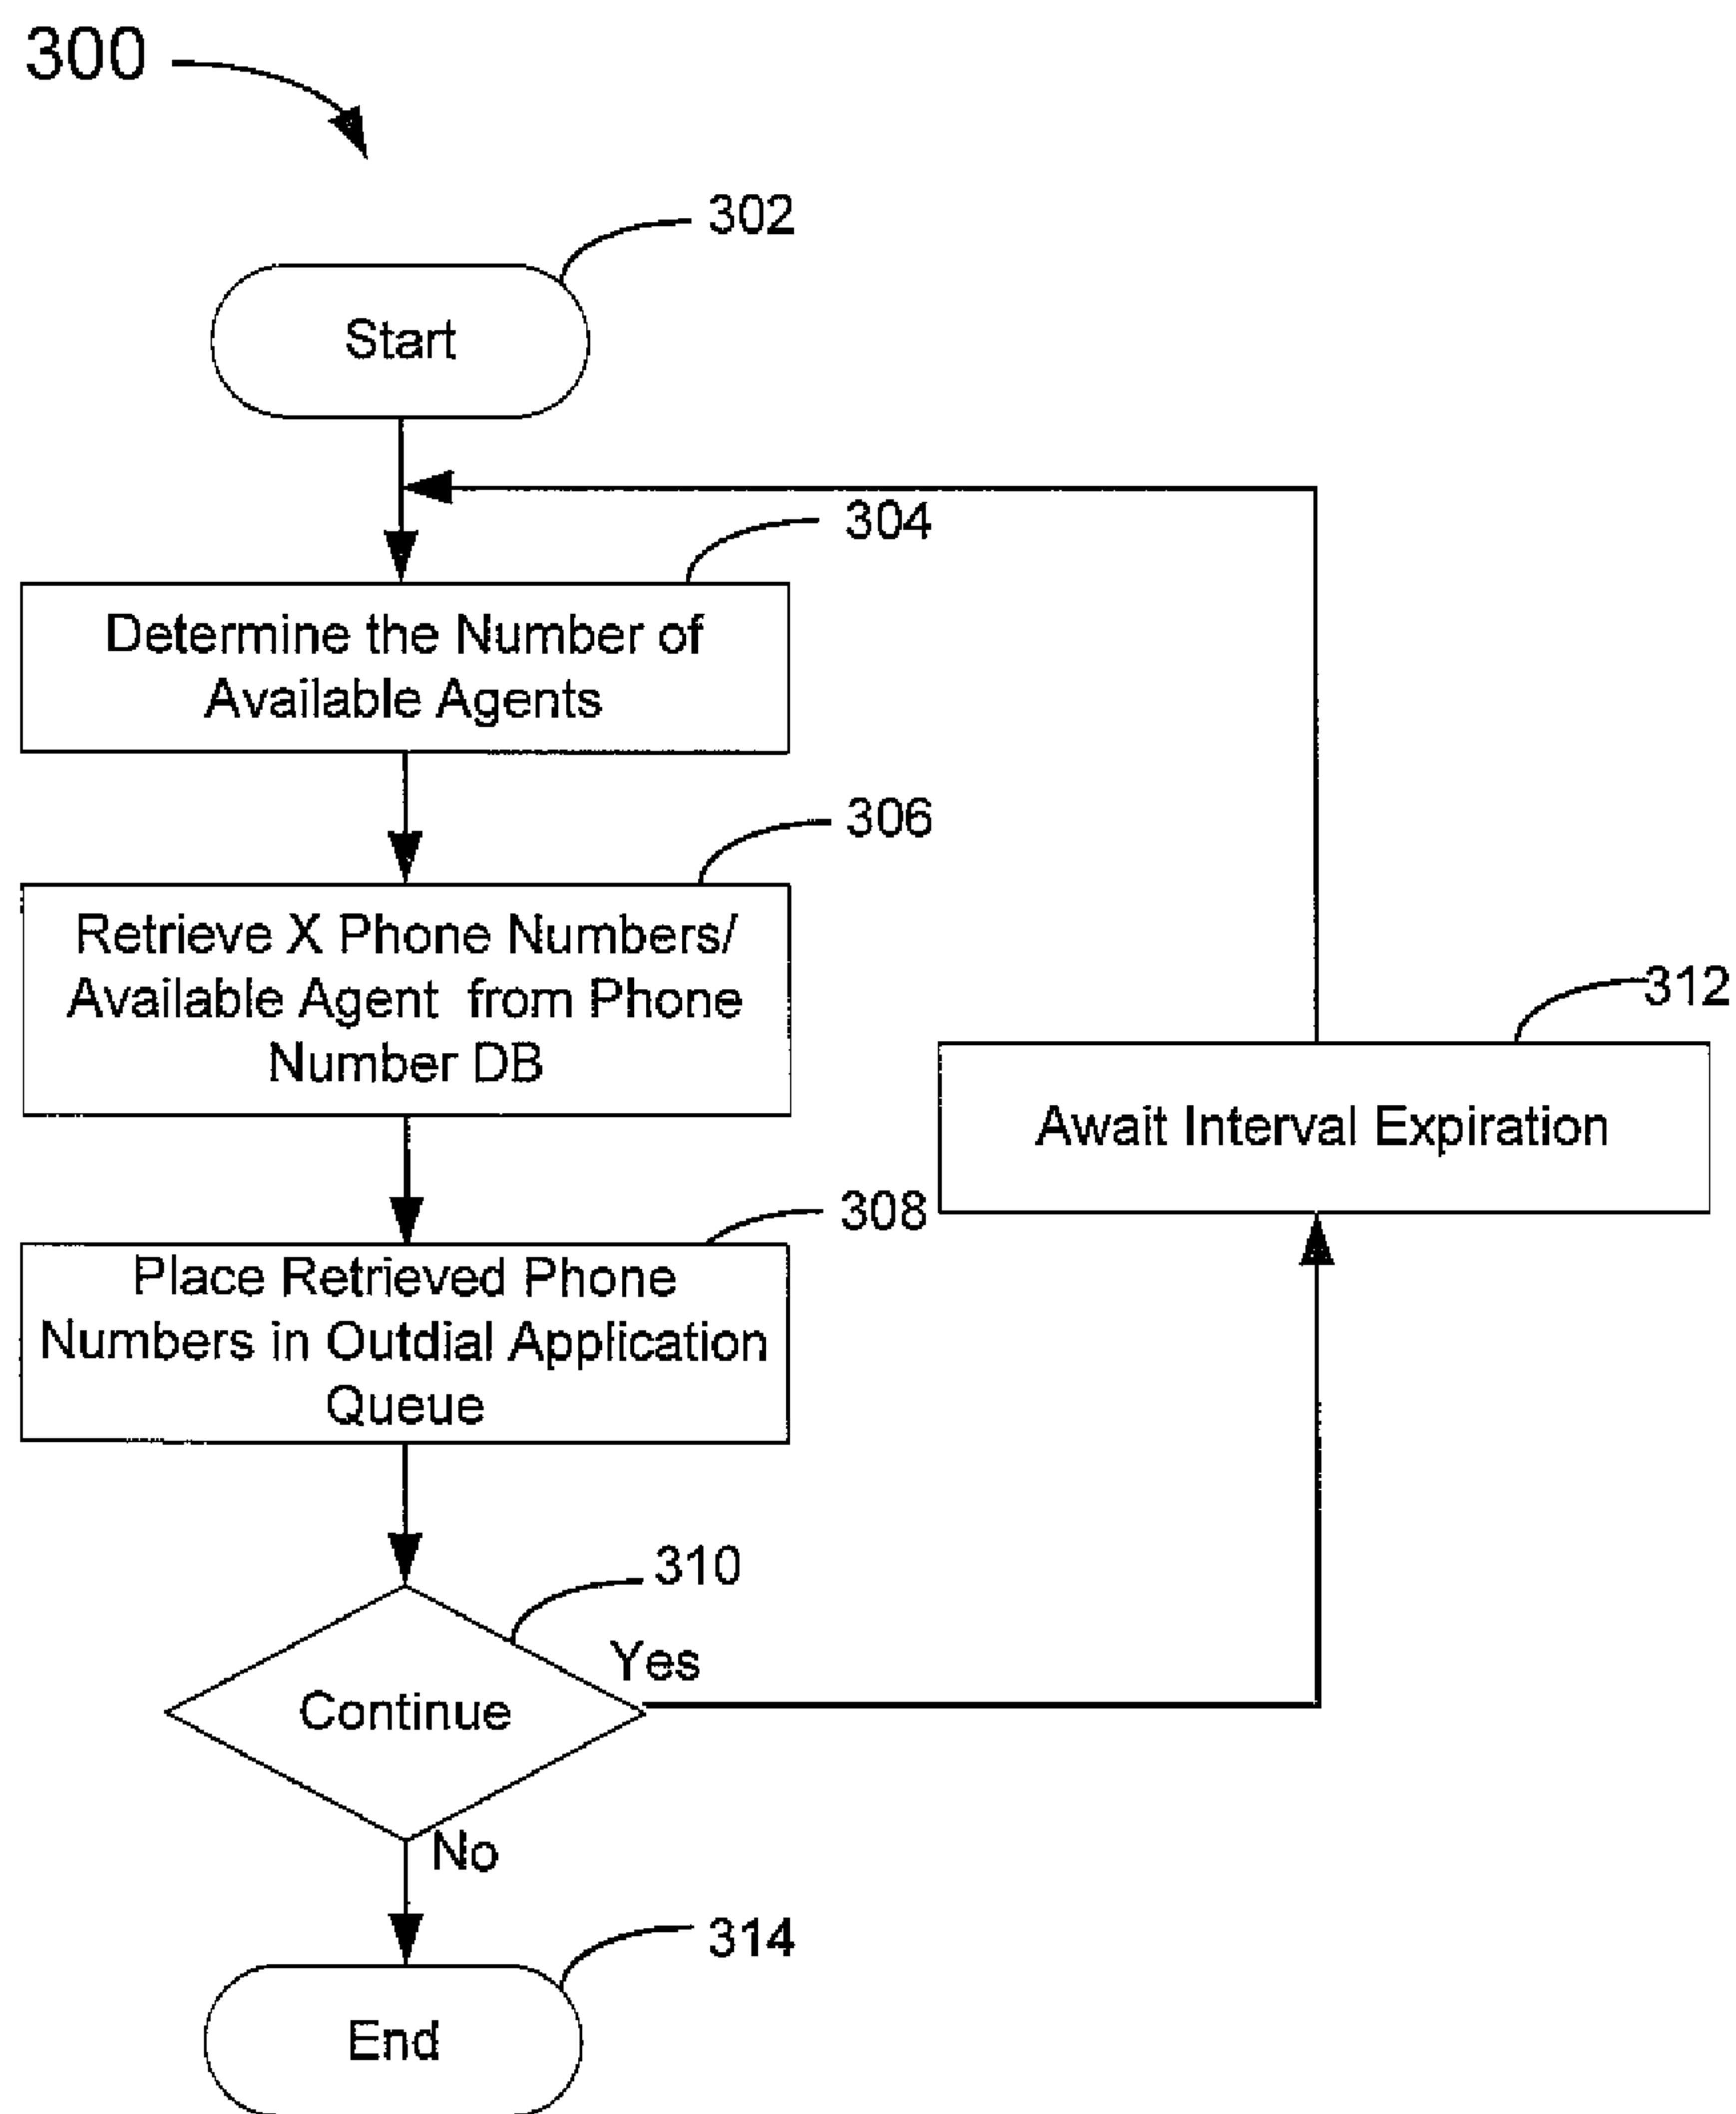 300
302
Start
304
Determine the Number of
Available Agents
306
Retrieve X Phone Numbers/
Available Agent from Phone
Number DB
312
Await Interval Expiration
308
Place Retrieved Phone
Numbers in Outdial Application
Queue
310
Yes
Continue
No
314
End